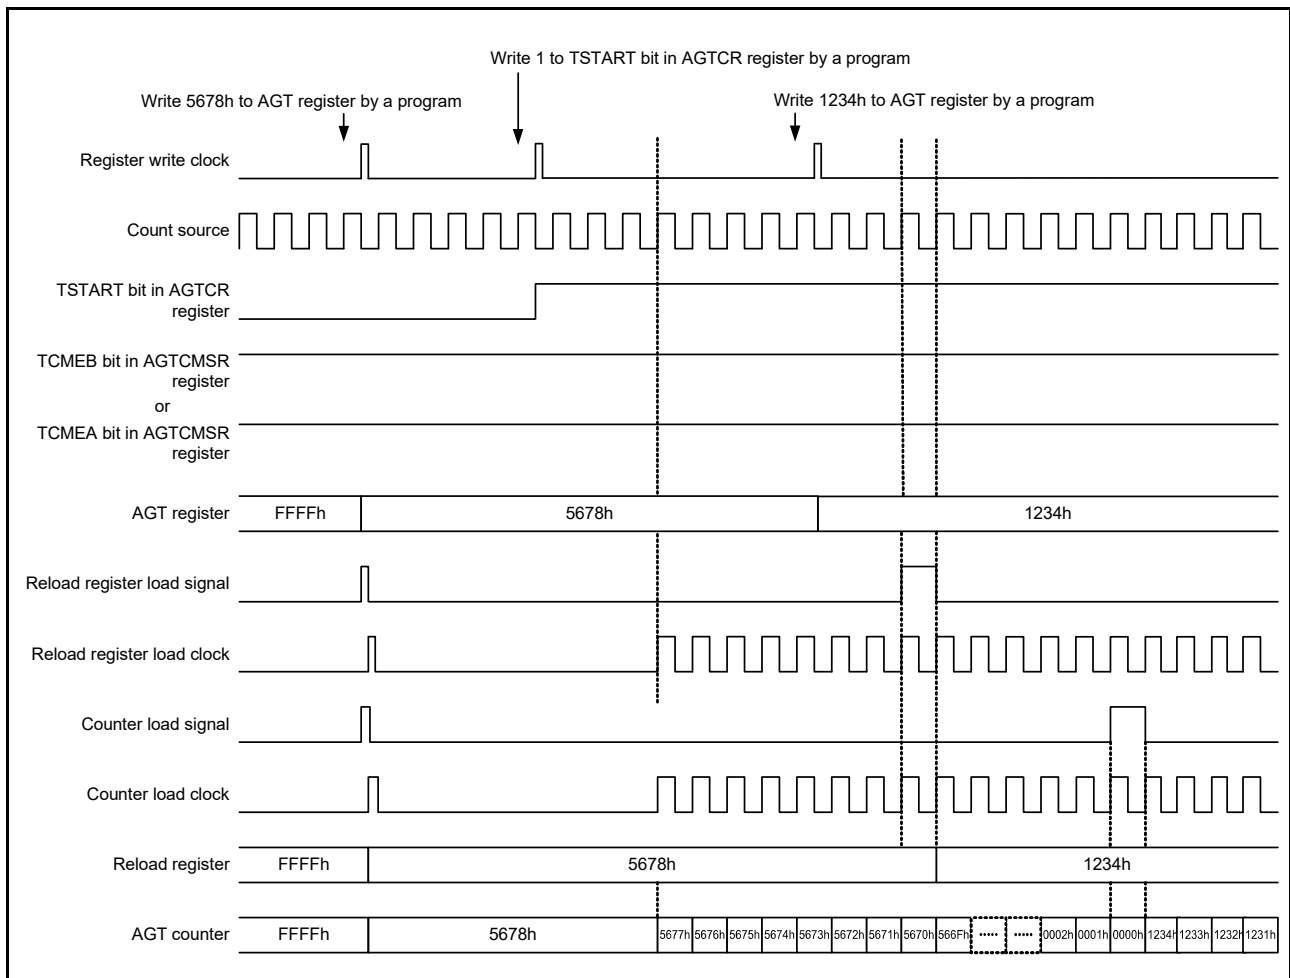 Write 1 to TSTART bit in AGTCR register by a program
Write 5678h to AGT register by a program
Write 1234h to AGT register by a program
Register write clock
Count source
TSTART bit in AGTCR
register
TCMEB bit in AGTCMSR
register
or
TCMEA bit in AGTCMSR
register
AGT register FFFFh 5678h 1234h
Reload register load signal
Reload register load clock
Counter load signal
Counter load clock
Reload register FFFFh 5678h 1234h
AGT counter FFFFh 5678h 5677h 5676h 5675h 5674h 5673h 5672h 5671h 5670h 566Fh ..... ..... 0002h 0001h 0000h 1234h 1233h 1232h 1231h